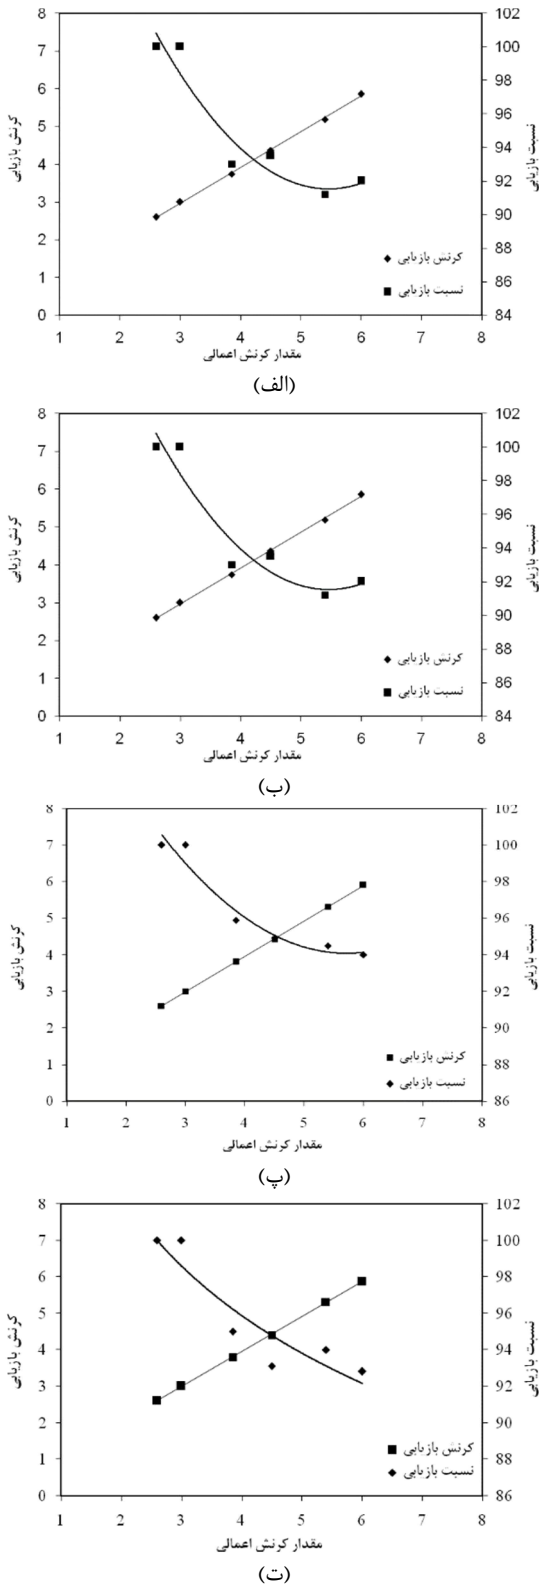 8 7 6 5 4 3 2 1 0
کرنش بازیابی
102 100 98 96 94 92 90 88 86 84
نسبت بازیابی
کرنش بازیابی
نسبت بازیابی
1 2 3 4 5 6 7 8
مقدار کرنش اعمالی
(الف)
8 7 6 5 4 3 2 1 0
کرنش بازیابی
102 100 98 96 94 92 90 88 86 84
نسبت بازیابی
کرنش بازیابی
نسبت بازیابی
1 2 3 4 5 6 7 8
مقدار کرنش اعمالی
(ب)
8 7 6 5 4 3 2 1 0
کرنش بازیابی
102 100 98 96 94 92 90 88 86
نسبت بازیابی
کرنش بازیابی
نسبت بازیابی
1 2 3 4 5 6 7 8
مقدار کرنش اعمالی
(پ)
8 7 6 5 4 3 2 1 0
کرنش بازیابی
102 100 98 96 94 92 90 88 86
نسبت بازیابی
کرنش بازیابی
نسبت بازیابی
1 2 3 4 5 6 7 8
مقدار کرنش اعمالی
(ت)